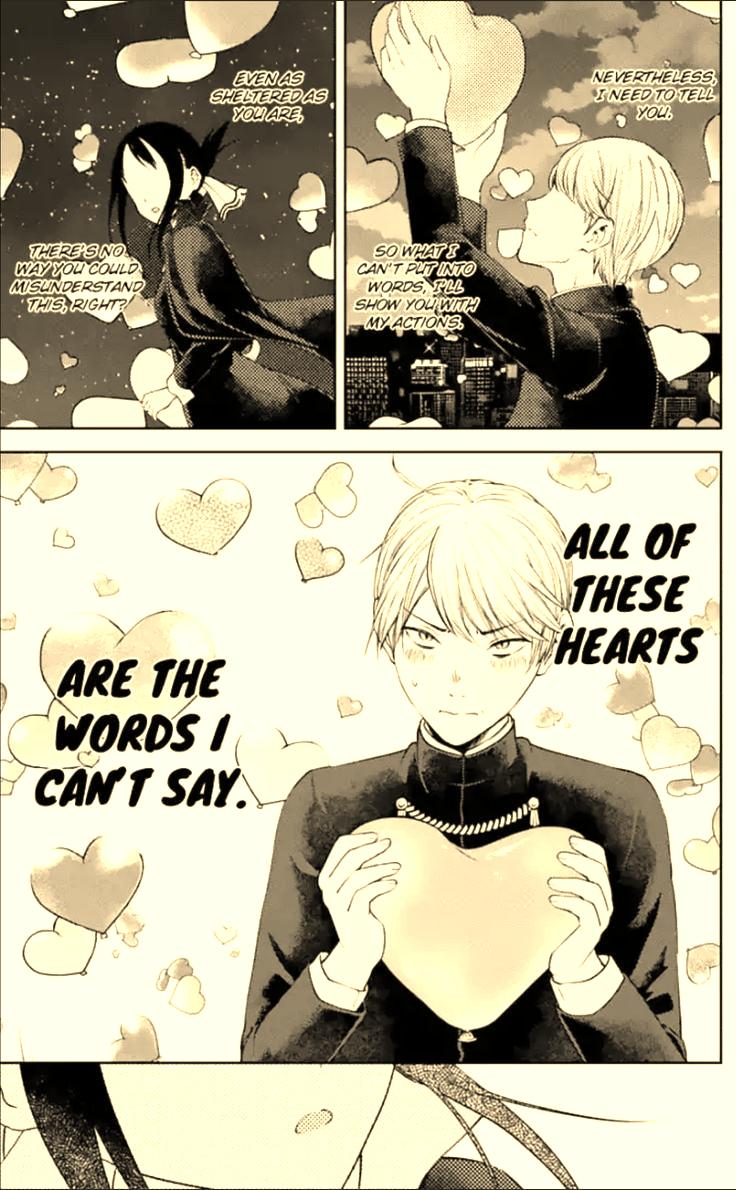 NEVERTHELESS,
I NEED TO TELL
YOU.
SO WHAT I
CAN'T PUT INTO
WORDS, I'LL
SHOW YOU WITH
MY ACTIONS.
EVEN AS
SHELTERED AS
YOU ARE,
THERE'S NO
WAY YOU COULD
MISUNDERSTAND
THIS, RIGHT?
ALL OF
THESE
HEARTS
ARE THE
WORDS I
CAN'T SAY.